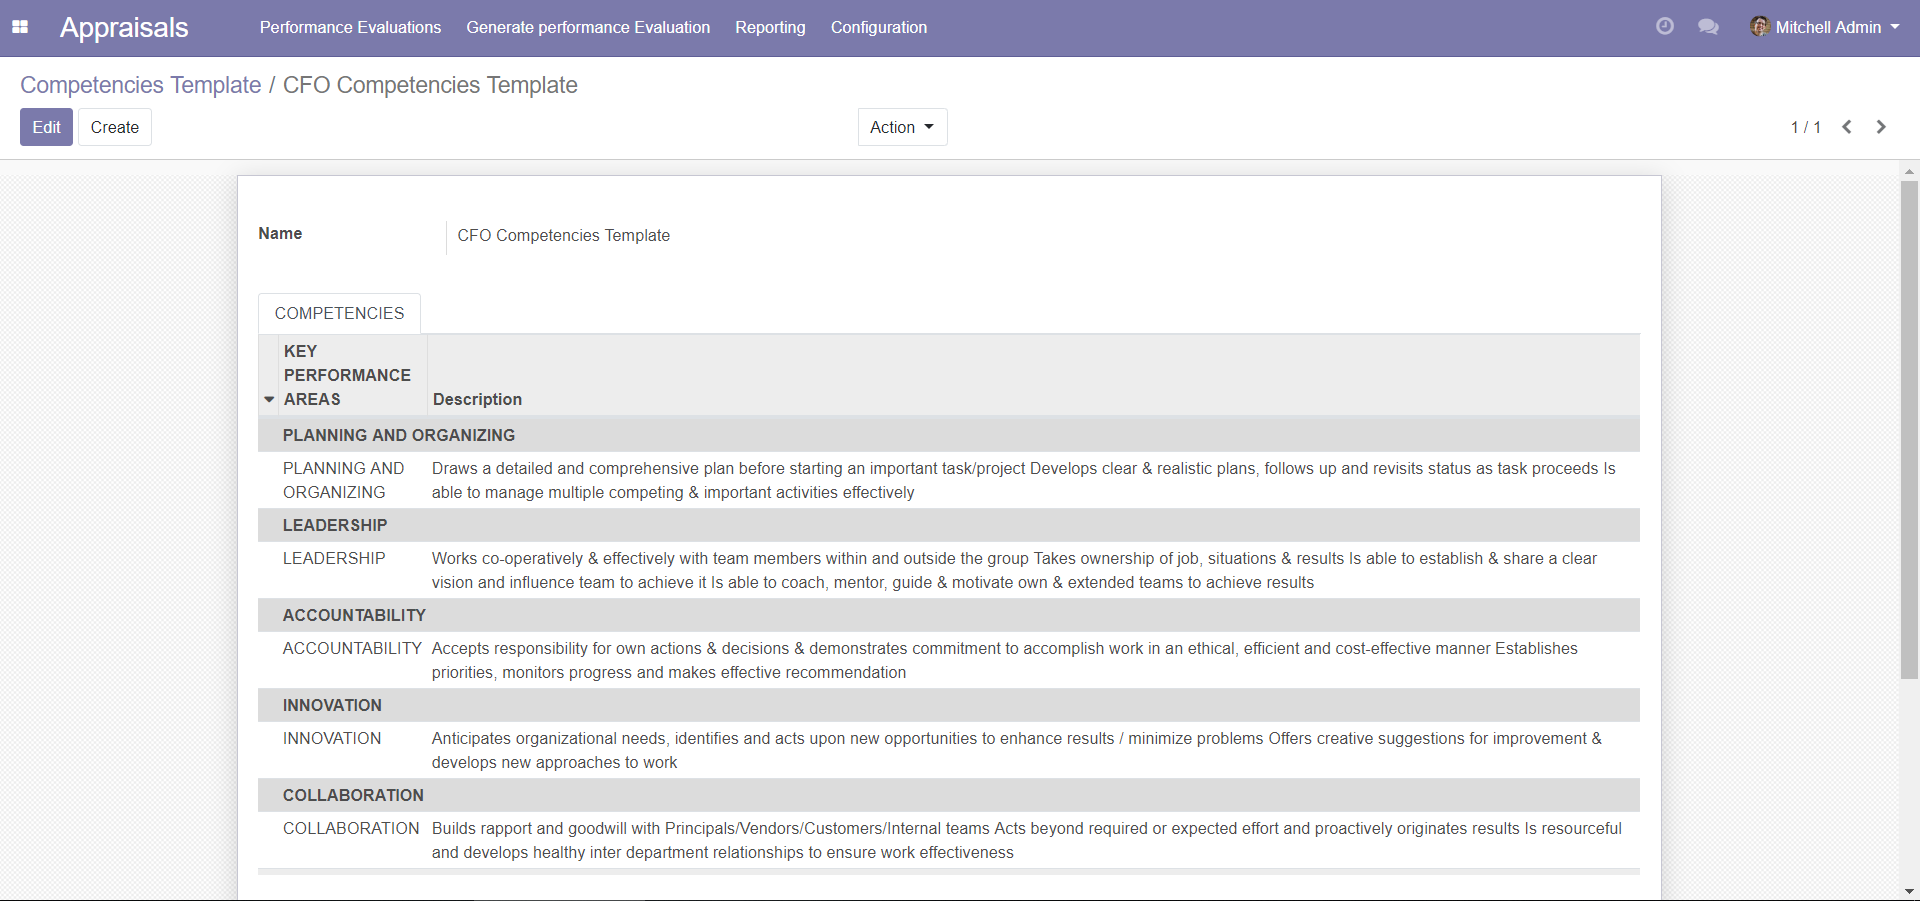 Appraisals
Performance Evaluations
Generate performance Evaluation
Reporting
Configuration
Mitchell Admin
Competencies Template / CFO Competencies Template
Edit
Create
Action
1 / 1
Name
CFO Competencies Template
COMPETENCIES
KEY
PERFORMANCE
AREAS
Description
PLANNING AND ORGANIZING
PLANNING AND
ORGANIZING
Draws a detailed and comprehensive plan before starting an important task/project Develops clear & realistic plans, follows up and revisits status as task proceeds Is
able to manage multiple competing & important activities effectively
LEADERSHIP
LEADERSHIP
Works co-operatively & effectively with team members within and outside the group Takes ownership of job, situations & results Is able to establish & share a clear
vision and influence team to achieve it Is able to coach, mentor, guide & motivate own & extended teams to achieve results
ACCOUNTABILITY
ACCOUNTABILITY
Accepts responsibility for own actions & decisions & demonstrates commitment to accomplish work in an ethical, efficient and cost-effective manner Establishes
priorities, monitors progress and makes effective recommendation
INNOVATION
INNOVATION
Anticipates organizational needs, identifies and acts upon new opportunities to enhance results / minimize problems Offers creative suggestions for improvement &
develops new approaches to work
COLLABORATION
COLLABORATION
Builds rapport and goodwill with Principals/Vendors/Customers/Internal teams Acts beyond required or expected effort and proactively originates results Is resourceful
and develops healthy inter department relationships to ensure work effectiveness